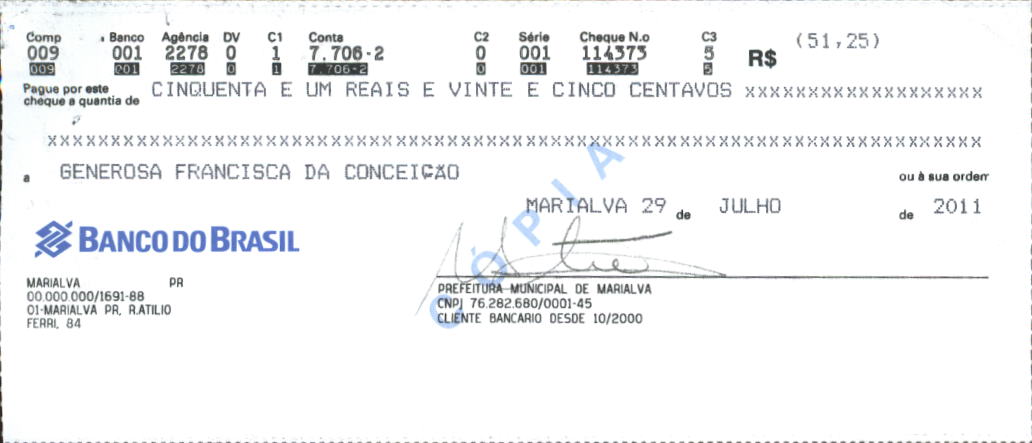 Comp Banco Agência DV C1 Conta C2 Série Cheque N.o C3
009 001 2278 0 1 7.706-2 0 001 114373 5 R$ (51,25)
009 001 2278 0 1 7.706-2 0 001 114373 5
Pague por este
cheque a quantia de CINQUENTA E UM REAIS E VINTE E CINCO CENTAVOS xxxxxxxxxxxxxxxxxxxx
xxxxxxxxxxxxxxxxxxxxxxxxxxxxxxxxxxxxxxxxxxxxxxxxxxxxxxxxxxxxxxxxxxxxxxxxxxxxxxx
a GENEROSA FRANCISCA DA CONCEIÇÃO ou à sua ordem
MARIALVA 29 de JULHO de 2011
CÓPIA
BANCO DO BRASIL
MARIALVA PR
00.000.000/1691-88
01-MARIALVA PR, R.ATILIO
FERRI, 84
PREFEITURA MUNICIPAL DE MARIALVA
CNPJ 76.282.680/0001-45
CLIENTE BANCARIO DESDE 10/2000